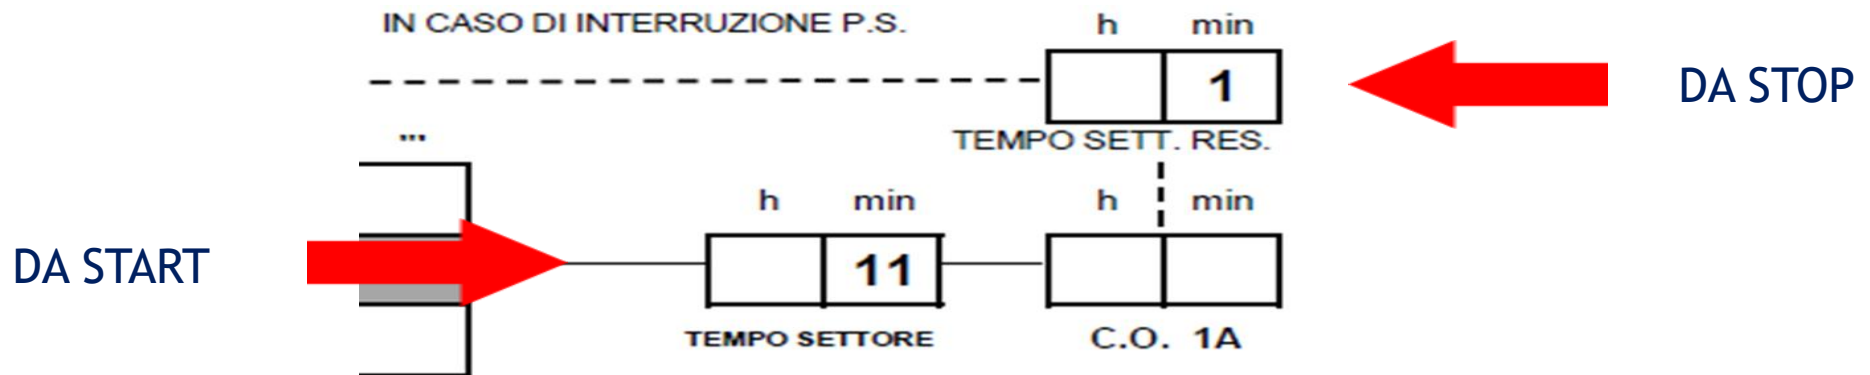 IN CASO DI INTERRUZIONE P.S.
h min
1
DA STOP
...
TEMPO SETT. RES.
h min
h min
DA START
11
TEMPO SETTORE
C.O. 1A